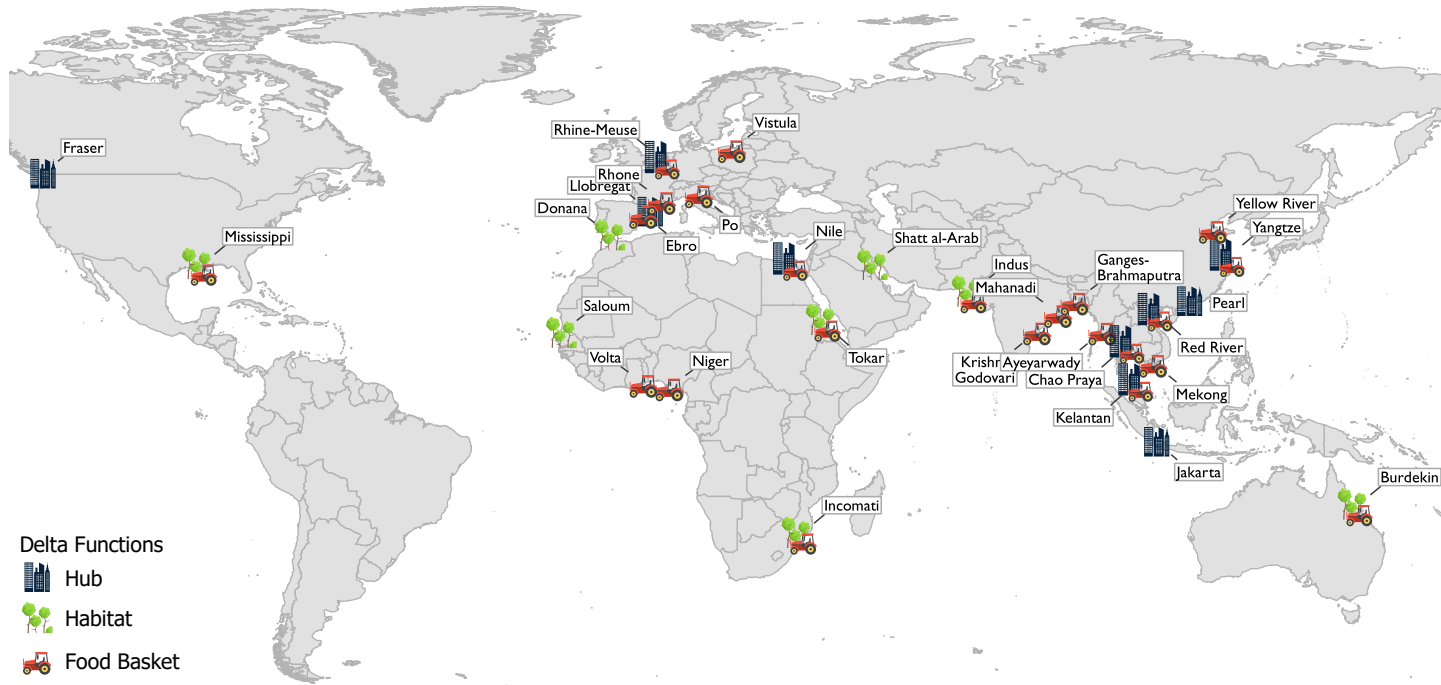 Fraser
Mississippi
Rhine-Meuse
Vistula
Rhone
Llobregat
Donana
Po
Ebro
Nile
Shatt al-Arab
Saloum
Volta
Niger
Tokar
Incomati
Indus
Mahanadi
Ganges-
Brahmaputra
Yellow River
Yangtze
Pearl
Red River
Ayeyarwady
Godovari
Chao Praya
Mekong
Kelantan
Jakarta
Burdekin
Delta Functions
Hub
Habitat
Food Basket